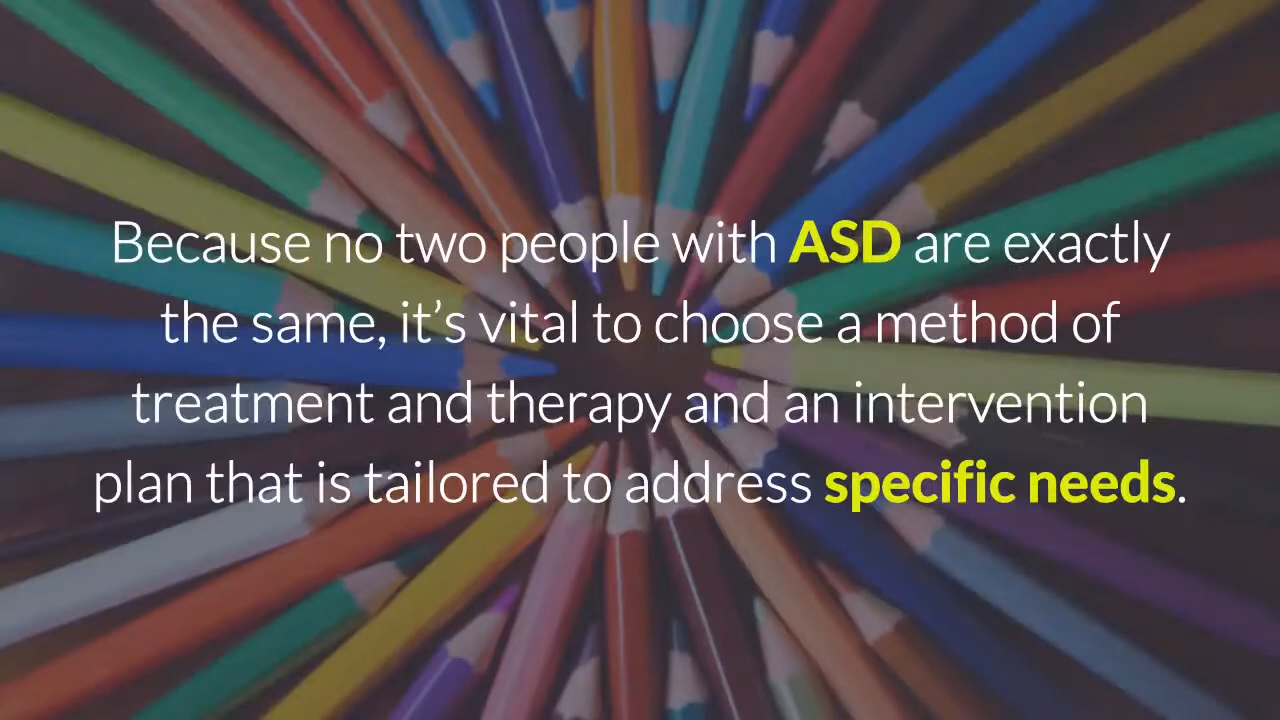 Because no two people with ASD are exactly
the same, it’s vital to choose a method of
treatment and therapy and an intervention
plan that is tailored to address specific needs.